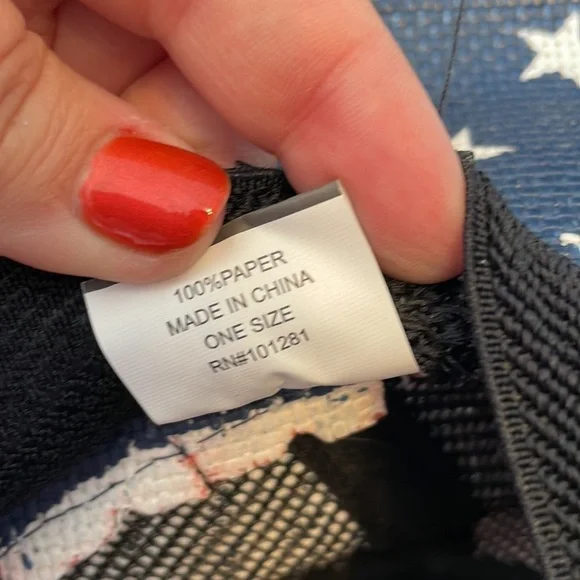 100%PAPER
MADE IN CHINA
ONE SIZE
RN#101281